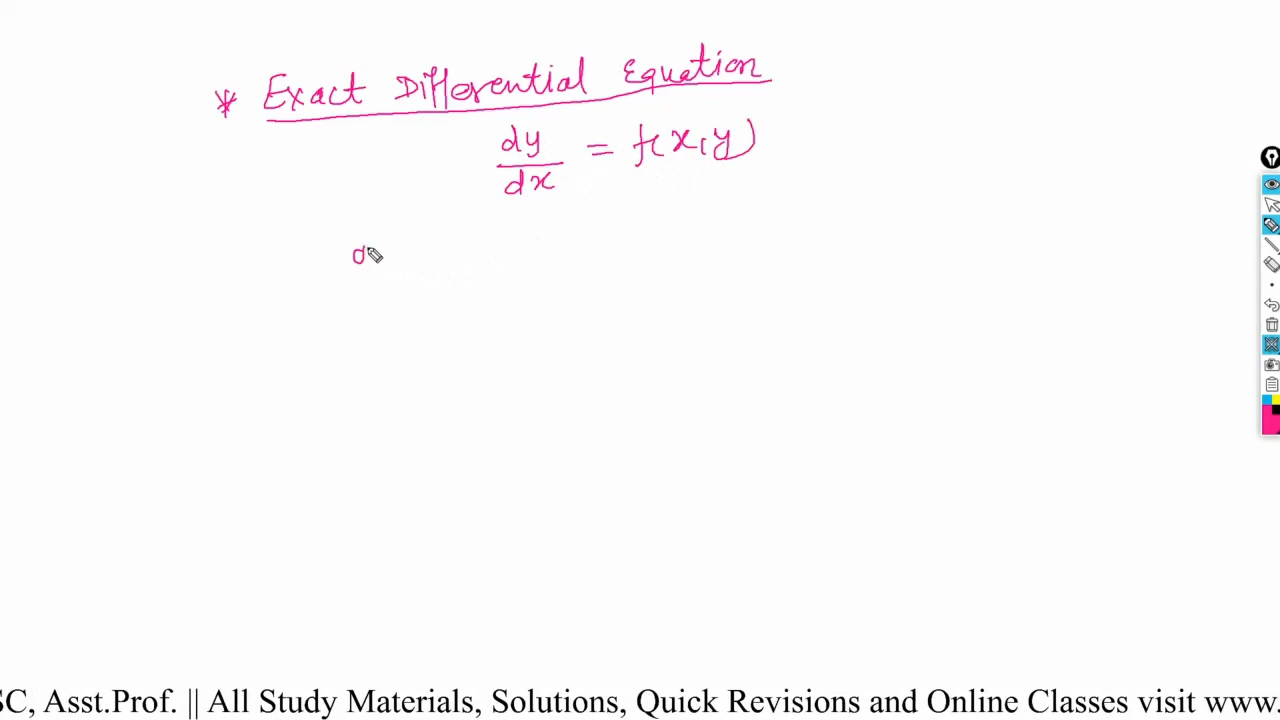 * Exact Differential Equation
dy/dx = f(x,y)
SC, Asst.Prof. || All Study Materials, Solutions, Quick Revisions and Online Classes visit www.